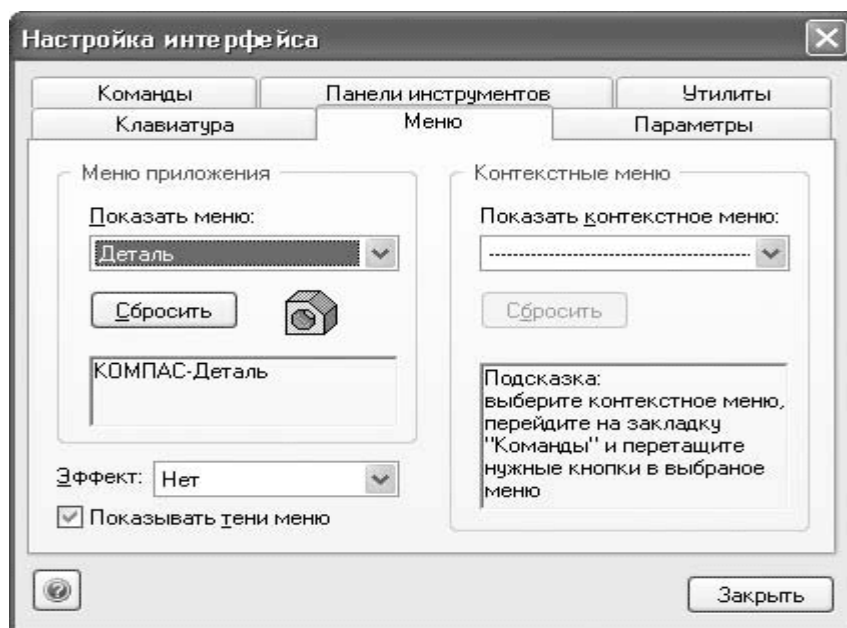 Настройка интерфейса
Команды
Панели инструментов
Утилиты
Клавиатура
Меню
Параметры
Меню приложения
Показать меню:
Деталь
Сбросить
КОМПАС-Деталь
Эффект: Нет
Показывать тени меню
Контекстные меню
Показать контекстное меню:
Сбросить
Подсказка:
выберите контекстное меню,
перейдите на закладку
"Команды" и перетащите
нужные кнопки в выбраное
меню
Закрыть